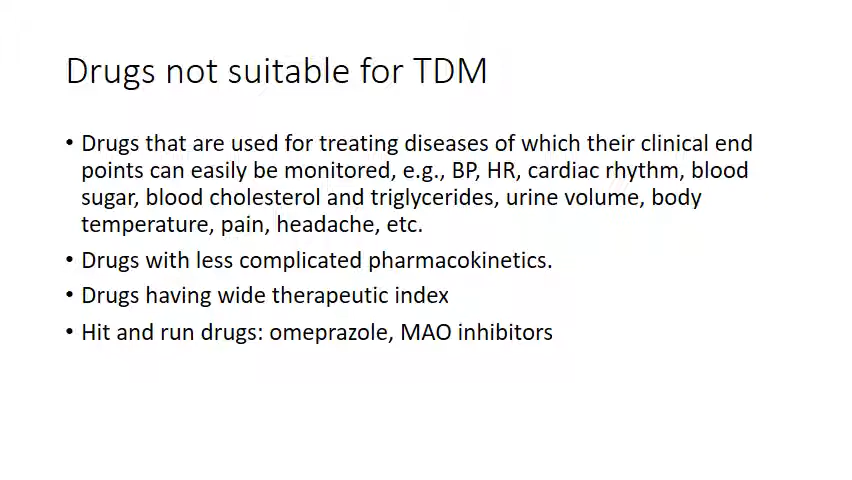 Drugs not suitable for TDM
• Drugs that are used for treating diseases of which their clinical end
points can easily be monitored, e.g., BP, HR, cardiac rhythm, blood
sugar, blood cholesterol and triglycerides, urine volume, body
temperature, pain, headache, etc.
• Drugs with less complicated pharmacokinetics.
• Drugs having wide therapeutic index
• Hit and run drugs: omeprazole, MAO inhibitors